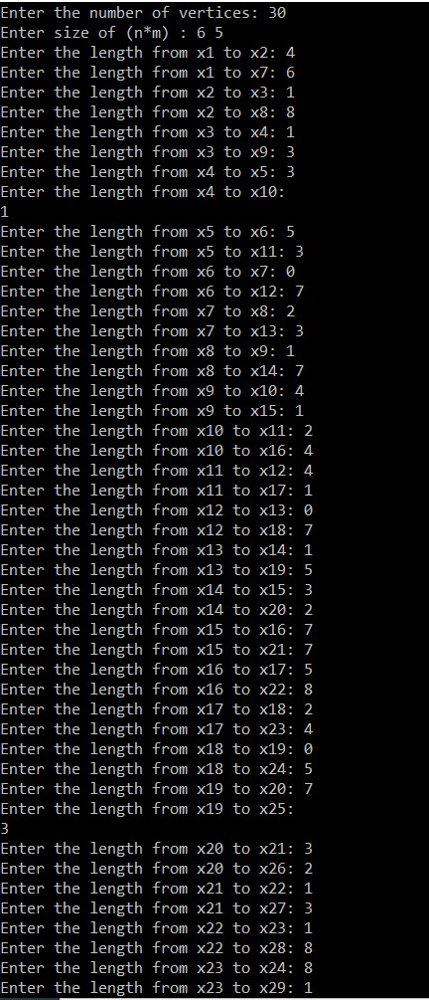 Enter the number of vertices: 30
Enter size of (n*m) : 6 5
Enter the length from x1 to x2: 4
Enter the length from x1 to x7: 6
Enter the length from x2 to x3: 1
Enter the length from x2 to x8: 8
Enter the length from x3 to x4: 1
Enter the length from x3 to x9: 3
Enter the length from x4 to x5: 3
Enter the length from x4 to x10:
1
Enter the length from x5 to x6: 5
Enter the length from x5 to x11: 3
Enter the length from x6 to x7: 0
Enter the length from x6 to x12: 7
Enter the length from x7 to x8: 2
Enter the length from x7 to x13: 3
Enter the length from x8 to x9: 1
Enter the length from x8 to x14: 7
Enter the length from x9 to x10: 4
Enter the length from x9 to x15: 1
Enter the length from x10 to x11: 2
Enter the length from x10 to x16: 4
Enter the length from x11 to x12: 4
Enter the length from x11 to x17: 1
Enter the length from x12 to x13: 0
Enter the length from x12 to x18: 7
Enter the length from x13 to x14: 1
Enter the length from x13 to x19: 5
Enter the length from x14 to x15: 3
Enter the length from x14 to x20: 2
Enter the length from x15 to x16: 7
Enter the length from x15 to x21: 7
Enter the length from x16 to x17: 5
Enter the length from x16 to x22: 8
Enter the length from x17 to x18: 2
Enter the length from x17 to x23: 4
Enter the length from x18 to x19: 0
Enter the length from x18 to x24: 5
Enter the length from x19 to x20: 7
Enter the length from x19 to x25:
3
Enter the length from x20 to x21: 3
Enter the length from x20 to x26: 2
Enter the length from x21 to x22: 1
Enter the length from x21 to x27: 3
Enter the length from x22 to x23: 1
Enter the length from x22 to x28: 8
Enter the length from x23 to x24: 8
Enter the length from x23 to x29: 1